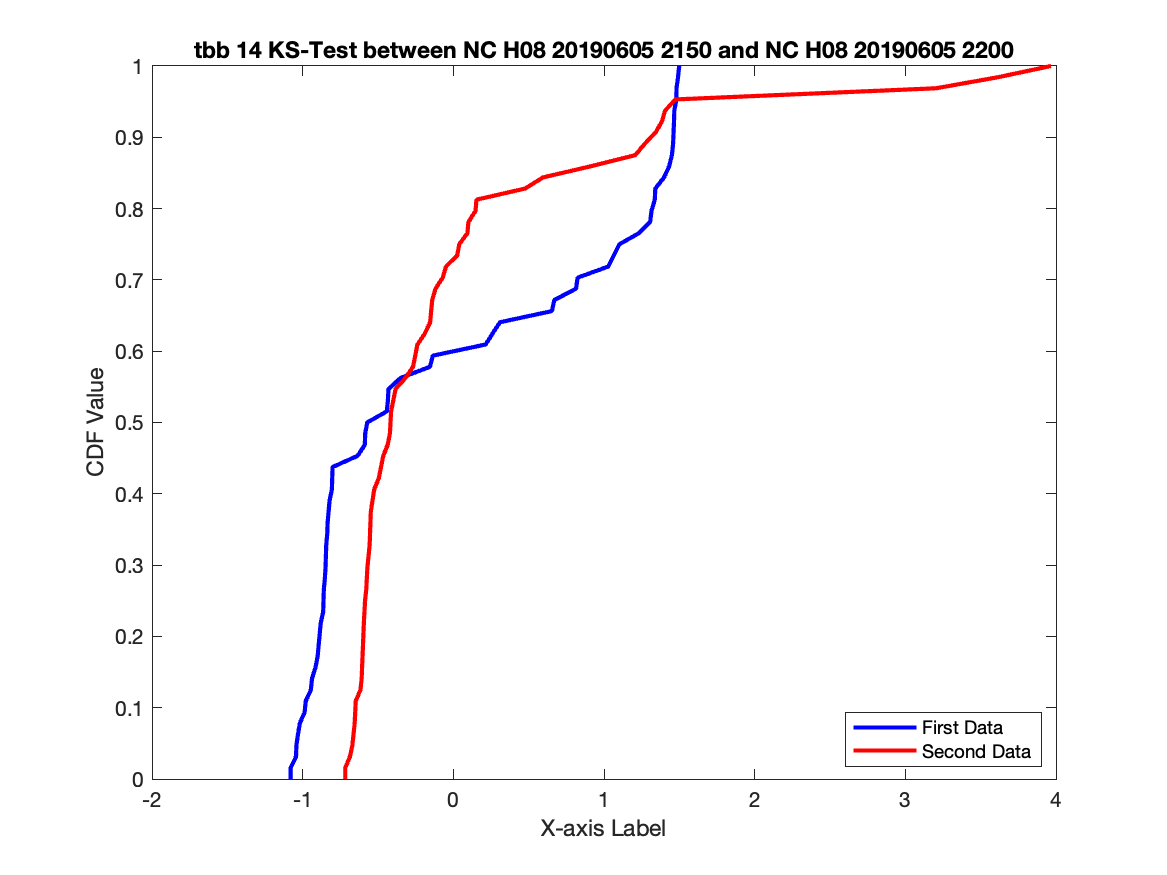 tbb 14 KS-Test between NC H08 20190605 2150 and NC H08 20190605 2200
1
0.9
0.8
0.7
0.6
0.5
0.4
0.3
0.2
0.1
0
CDF Value
First Data
Second Data
-2 -1 0 1 2 3 4
X-axis Label